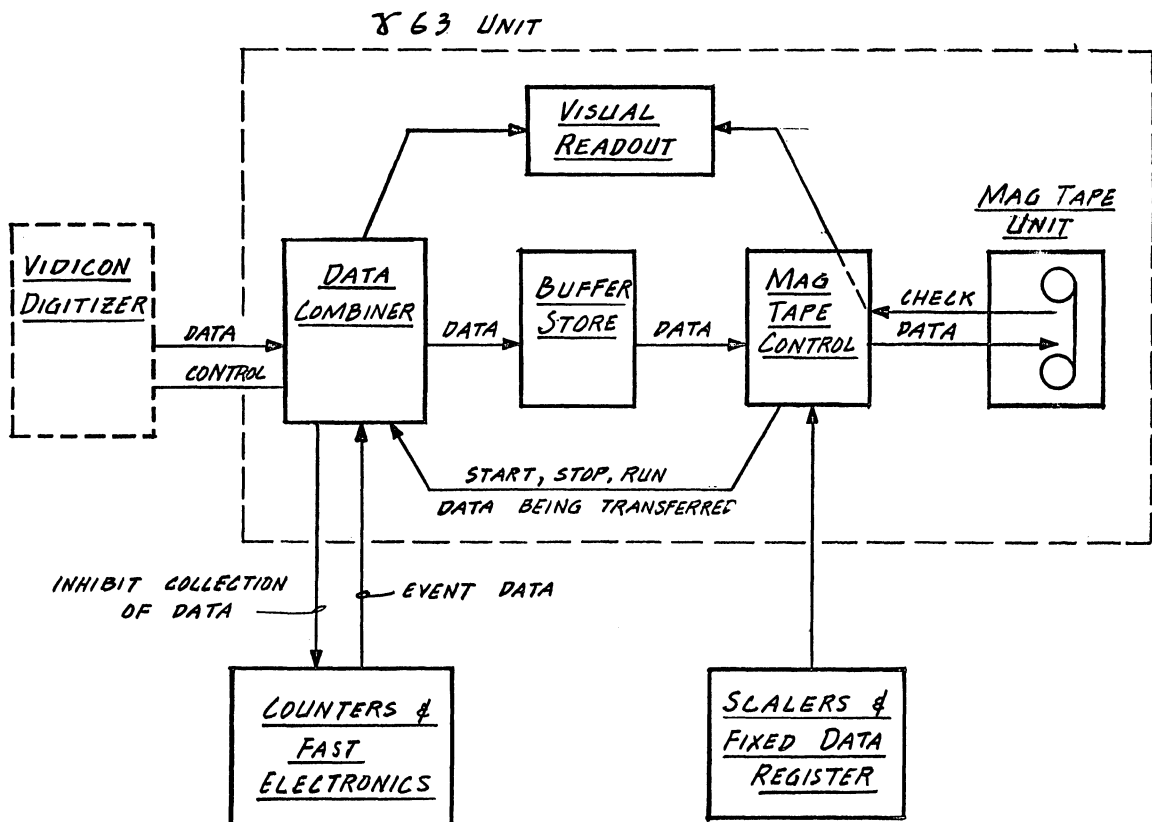 γ 63 UNIT
VISUAL
READOUT
MAG TAPE
UNIT
VIDICON
DIGITIZER
DATA
COMBINER
BUFFER
STORE
MAG
TAPE
CONTROL
CHECK
DATA
DATA
DATA
DATA
CONTROL
START, STOP, RUN
DATA BEING TRANSFERRED
INHIBIT COLLECTION
OF DATA
EVENT DATA
COUNTERS &
FAST
ELECTRONICS
SCALERS &
FIXED DATA
REGISTER